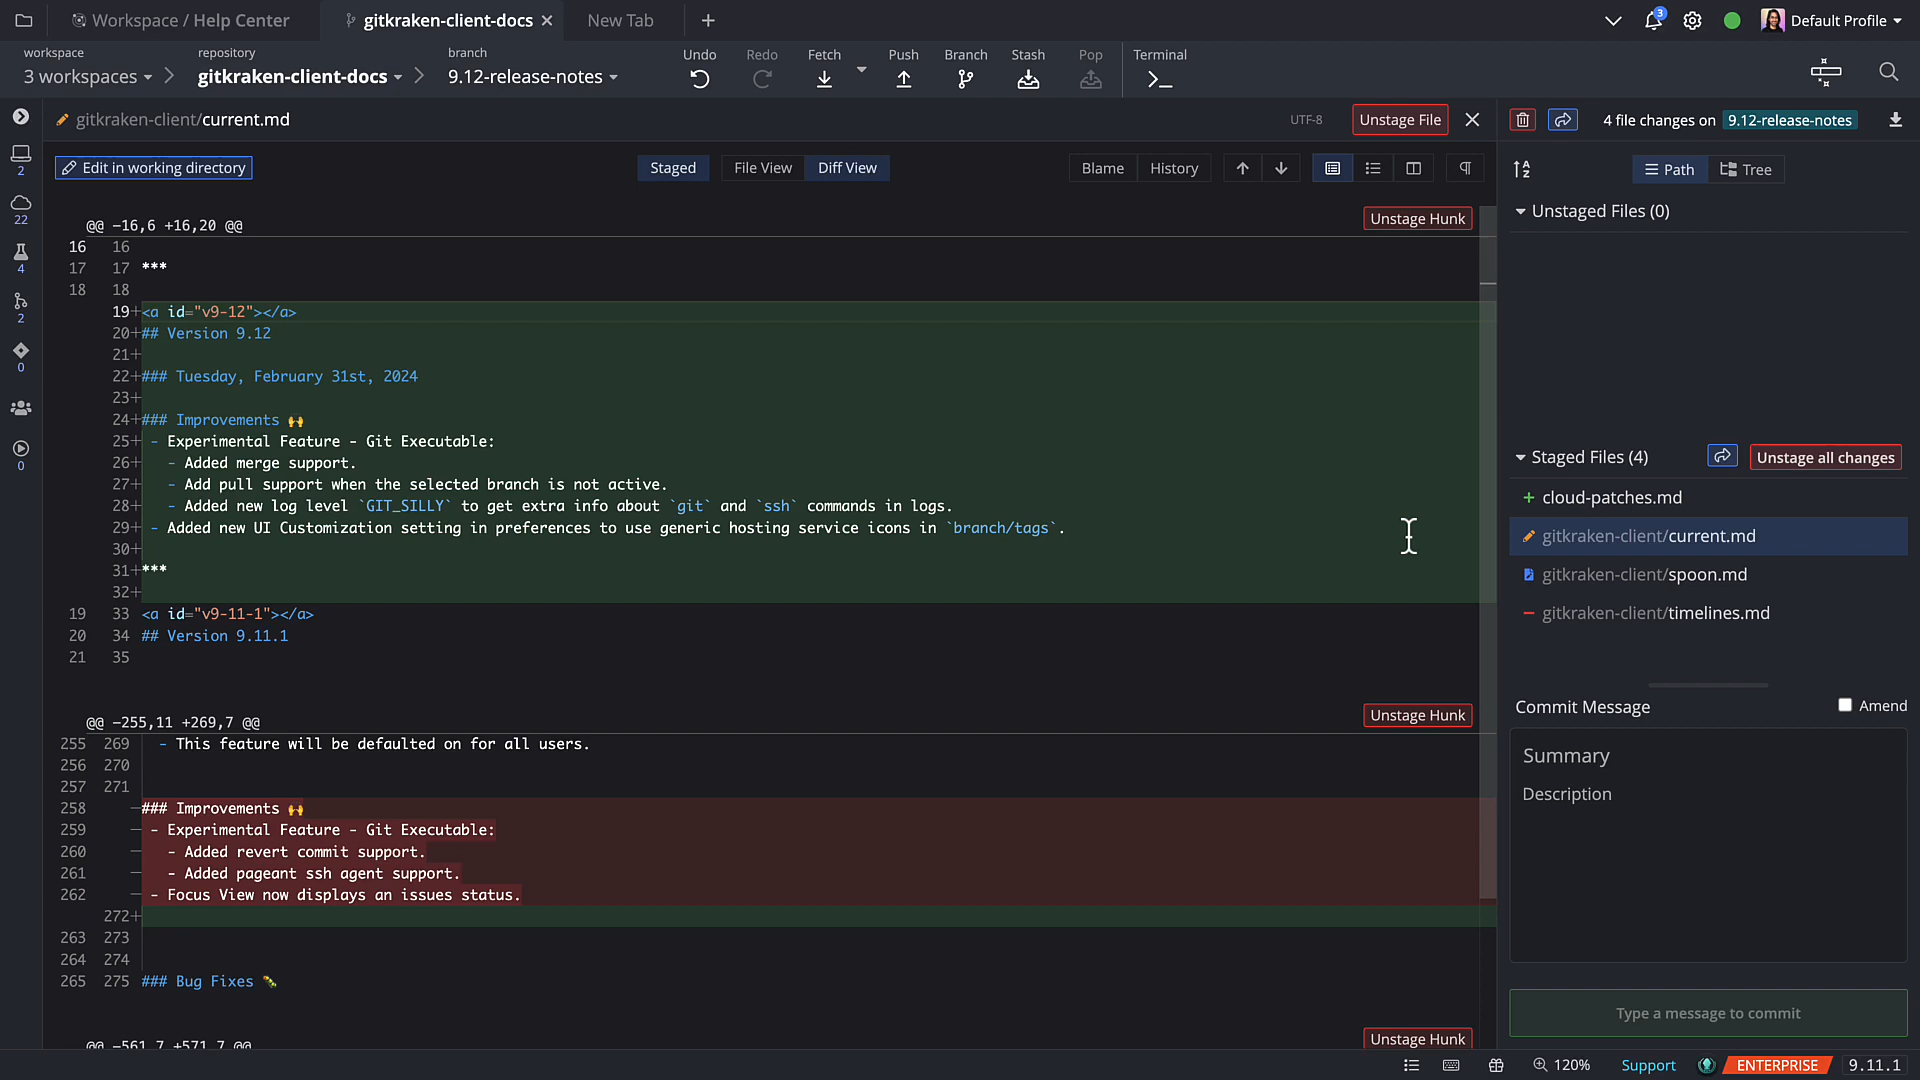 Workspace / Help Center
gitkraken-client-docs
New Tab
3
Default Profile
workspace
3 workspaces
repository
gitkraken-client-docs
branch
9.12-release-notes
Undo
Redo
Fetch
Push
Branch
Stash
Pop
Terminal
2
22
4
2
0
0
gitkraken-client/current.md
UTF-8
Unstage File
Edit in working directory
Staged
File View
Diff View
Blame
History
@@ -16,6 +16,20 @@
Unstage Hunk
16 16
17 17 ***
18 18
19+<a id="v9-12"></a>
20+## Version 9.12
21+
22+### Tuesday, February 31st, 2024
23+
24+### Improvements 🙌
25+ - Experimental Feature - Git Executable:
26+   - Added merge support.
27+   - Add pull support when the selected branch is not active.
28+   - Added new log level `GIT_SILLY` to get extra info about `git` and `ssh` commands in logs.
29+ - Added new UI Customization setting in preferences to use generic hosting service icons in `branch/tags`.
30+
31+***
32+
19 33 <a id="v9-11-1"></a>
20 34 ## Version 9.11.1
21 35
@@ -255,11 +269,7 @@
Unstage Hunk
255 269   - This feature will be defaulted on for all users.
256 270
257 271
258 -### Improvements 🙌
259 - - Experimental Feature - Git Executable:
260 -   - Added revert commit support.
261 -   - Added pageant ssh agent support.
262 - - Focus View now displays an issues status.
272+
263 273
264 274
265 275 ### Bug Fixes 🐛
@@ -561,7 +571,7 @@
Unstage Hunk
4 file changes on 9.12-release-notes
Path
Tree
Unstaged Files (0)
Staged Files (4)
Unstage all changes
cloud-patches.md
gitkraken-client/current.md
gitkraken-client/spoon.md
gitkraken-client/timelines.md
Commit Message
Amend
Summary
Description
Type a message to commit
120%
Support
ENTERPRISE
9.11.1